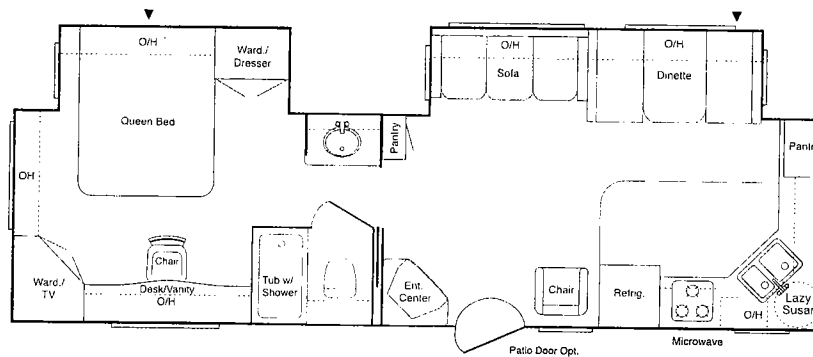 O/H
Ward./
Dresser
O/H
Sofa
O/H
Dinette
Queen Bed
Pantry
Pant
OH
Chair
Ward./
TV
Desk/Vanity
O/H
Tub w/
Shower
Ent.
Center
Chair
Refrig.
O/H
Lazy
Susan
Microwave
Patio Door Opt.